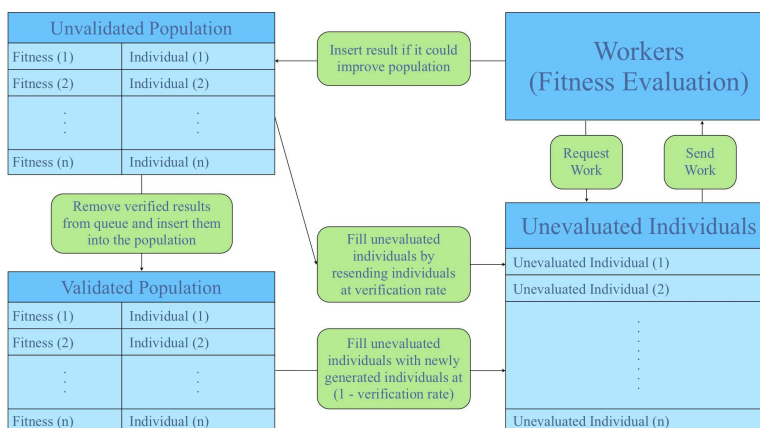 Unvalidated Population
Fitness (1) Individual (1)
Fitness (2) Individual (2)
Fitness (n) Individual (n)
Insert result if it could
improve population
Workers
(Fitness Evaluation)
Request
Work
Send
Work
Remove verified results
from queue and insert them
into the population
Fill unevaluated
individuals by
resending individuals
at verification rate
Unevaluated Individuals
Unevaluated Individual (1)
Unevaluated Individual (2)
Unevaluated Individual (n)
Validated Population
Fitness (1) Individual (1)
Fitness (2) Individual (2)
Fitness (n) Individual (n)
Fill unevaluated
individuals with newly
generated individuals at
(1 - verification rate)